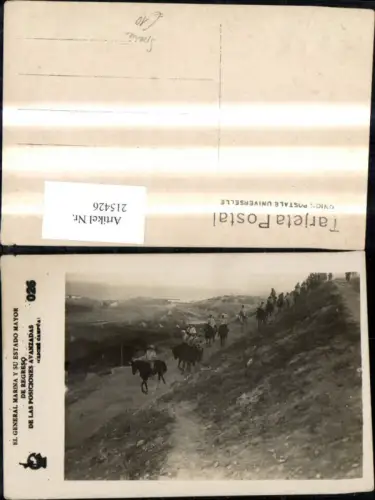 Tarjeta Postal
UNION POSTALE UNIVERSELLE
Artikel Nr.
215426
026
EL GENERAL MARINA Y SU ESTADO MAYOR
DE REGRESO
DE LAS POSICIONES AVANZADAS